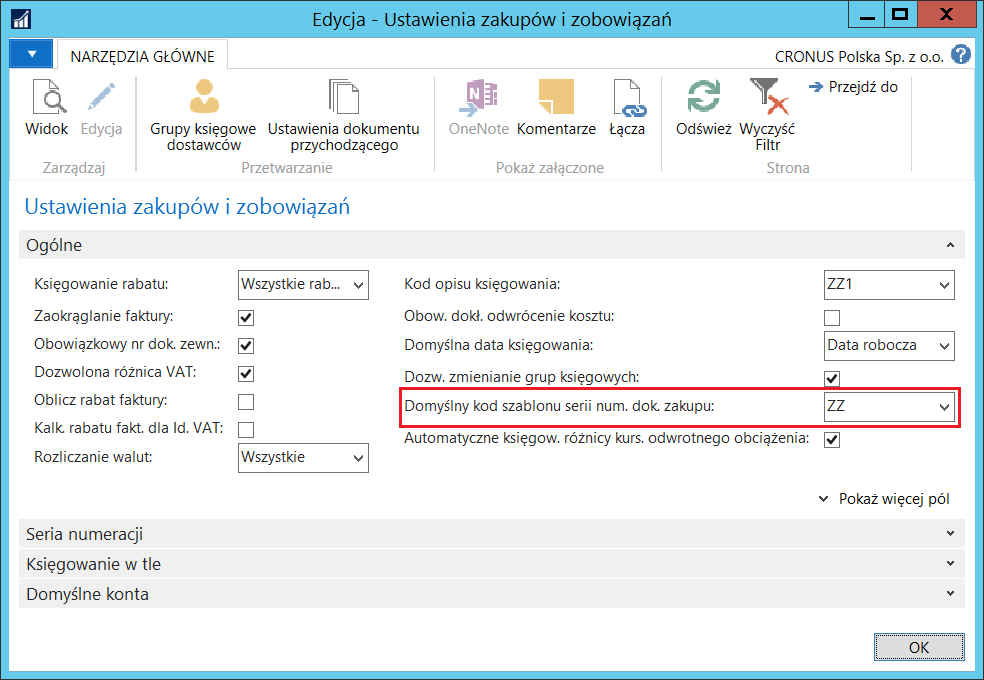 Edycja - Ustawienia zakupów i zobowiązań
NARZĘDZIA GŁÓWNE
CRONUS Polska Sp. z o.o.
?
Widok
Edycja
Zarządzaj
Grupy księgowe
dostawców
Ustawienia dokumentu
przychodzącego
Przetwarzanie
OneNote
Komentarze
Łącza
Pokaż załączone
Odśwież
Wyczyść
Filtr
Przejdź do
Strona
Ustawienia zakupów i zobowiązań
Ogólne
Księgowanie rabatu: Wszystkie rab...
Zaokrąglanie faktury:
Obowiązkowy nr dok. zewn.:
Dozwolona różnica VAT:
Oblicz rabat faktury:
Kalk. rabatu fakt. dla Id. VAT:
Rozliczanie walut: Wszystkie
Kod opisu księgowania: ZZ1
Obow. dokł. odwrócenie kosztu:
Domyślna data księgowania: Data robocza
Dozw. zmienianie grup księgowych:
Domyślny kod szablonu serii num. dok. zakupu: ZZ
Automatyczne księgow. różnicy kurs. odwrotnego obciążenia:
Pokaż więcej pól
Seria numeracji
Księgowanie w tle
Domyślne konta
OK